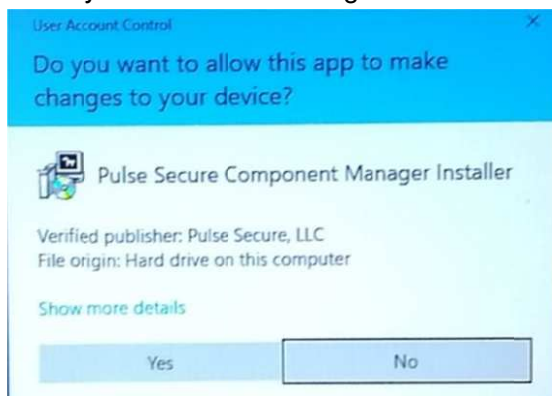 User Account Control
Do you want to allow this app to make
changes to your device?
Pulse Secure Component Manager Installer
Verified publisher: Pulse Secure, LLC
File origin: Hard drive on this computer
Show more details
Yes
No